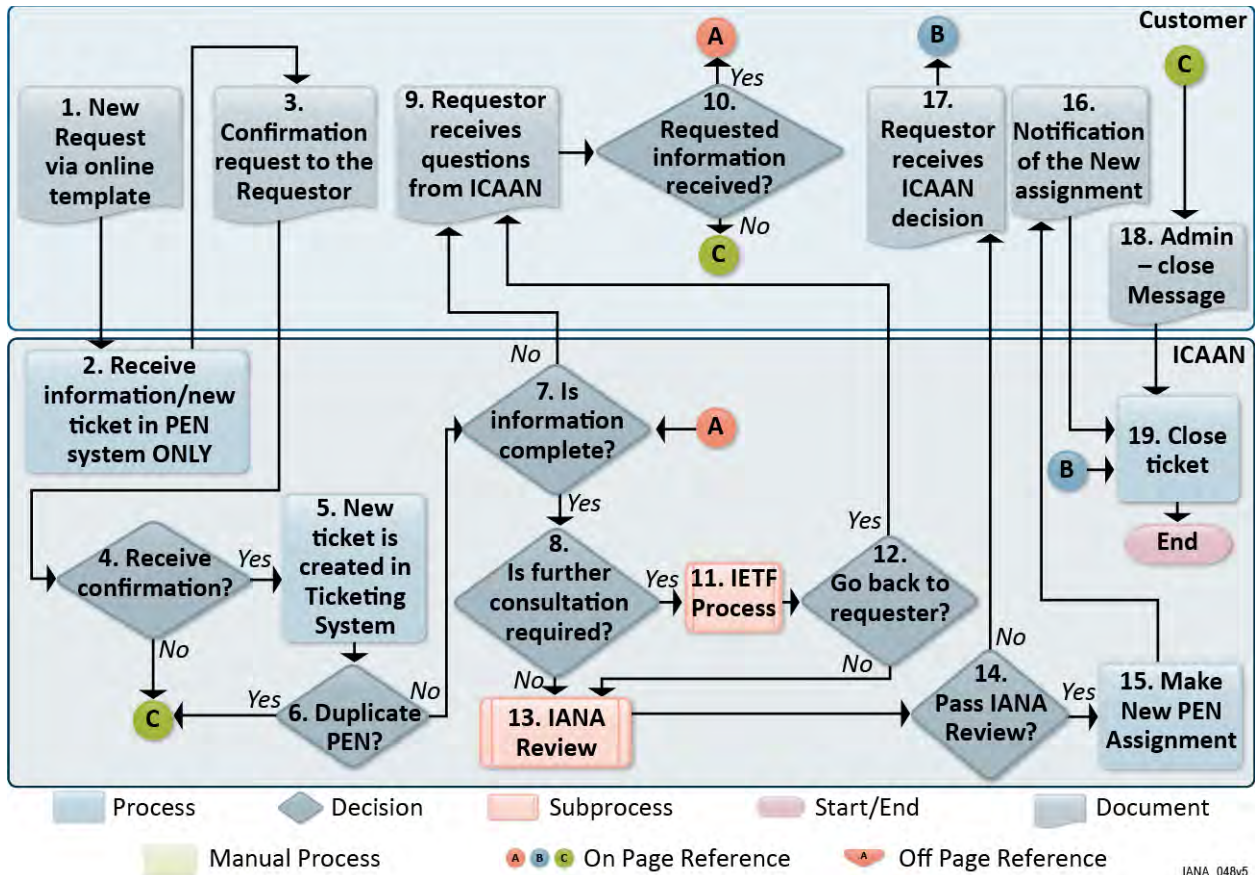 Customer
A
B
C
Yes
1. New
Request
via online
template
3.
Confirmation
request to the
Requestor
9. Requestor
receives
questions
from ICAAN
10.
Requested
information
received?
No
C
17.
Requestor
receives
ICAAN
decision
16.
Notification
of the New
assignment
18. Admin
– close
Message
ICAAN
2. Receive
information/new
ticket in PEN
system ONLY
No
7. Is
information
complete?
A
Yes
19. Close
ticket
B
End
4. Receive
confirmation?
Yes
No
C
5. New
ticket is
created in
Ticketing
System
Yes
6. Duplicate
PEN?
No
8.
Is further
consultation
required?
Yes
No
11. IETF
Process
Yes
12.
Go back to
requester?
No
13. IANA
Review
No
14.
Pass IANA
Review?
Yes
15. Make
New PEN
Assignment
Process
Decision
Subprocess
Start/End
Document
Manual Process
A B C On Page Reference
A Off Page Reference
IANA_048v5